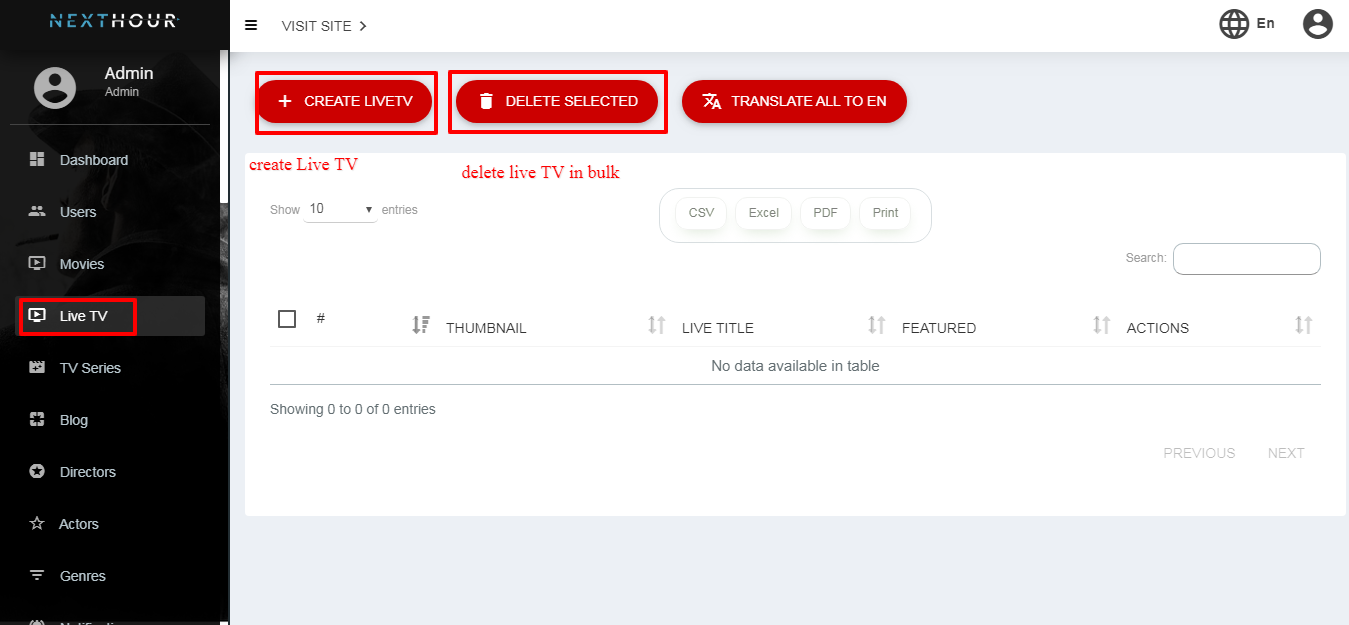 NEXTHOUR
VISIT SITE
En
Admin
Admin
Dashboard
Users
Movies
Live TV
TV Series
Blog
Directors
Actors
Genres
CREATE LIVETV
DELETE SELECTED
TRANSLATE ALL TO EN
create Live TV
delete live TV in bulk
Show 10 entries
CSV Excel PDF Print
Search:
# THUMBNAIL LIVE TITLE FEATURED ACTIONS
No data available in table
Showing 0 to 0 of 0 entries
PREVIOUS NEXT